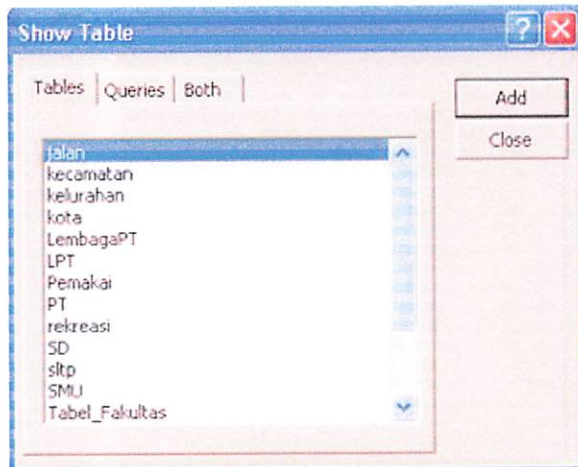 Show Table
Tables Queries Both
Add
Close
jalan
kecamatan
kelurahan
kota
LembagaPT
LPT
Pemakai
PT
rekreasi
SD
sltp
SMU
Tabel_Fakultas